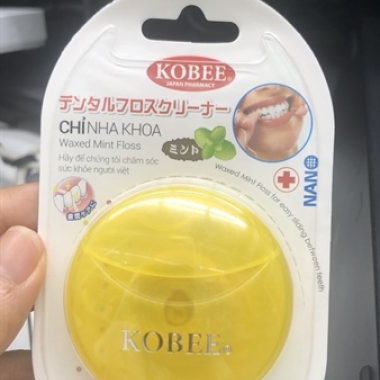 KOBEE®
JAPAN PHARMACY
デンタルフロスクリーナー
CHỈ NHA KHOA
Waxed Mint Floss
ミント
Hãy để chúng tôi chăm sóc
sức khỏe người việt
Waxed Mint Floss for easy sliding between teeth
NANO
KOBEE®